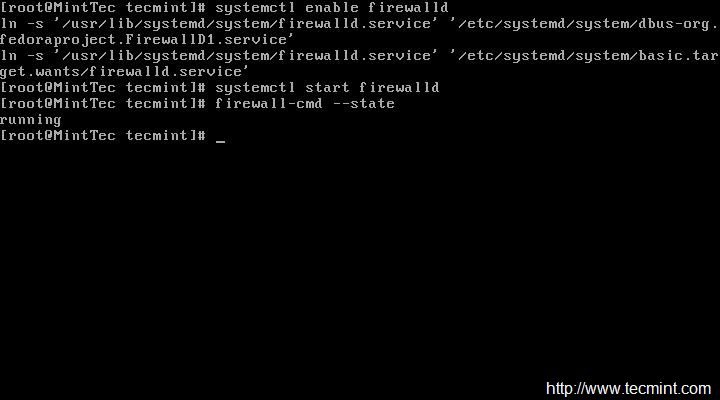 [root@MintTec tecmint]# systemctl enable firewalld
ln -s '/usr/lib/systemd/system/firewalld.service' '/etc/systemd/system/dbus-org.
fedoraproject.FirewallD1.service'
ln -s '/usr/lib/systemd/system/firewalld.service' '/etc/systemd/system/basic.tar
get.wants/firewalld.service'
[root@MintTec tecmint]# systemctl start firewalld
[root@MintTec tecmint]# firewall-cmd --state
running
[root@MintTec tecmint]# _
http://www.tecmint.com